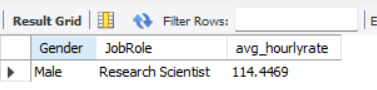 Result Grid Filter Rows: E
Gender JobRole avg_hourlyrate
Male Research Scientist 114.4469